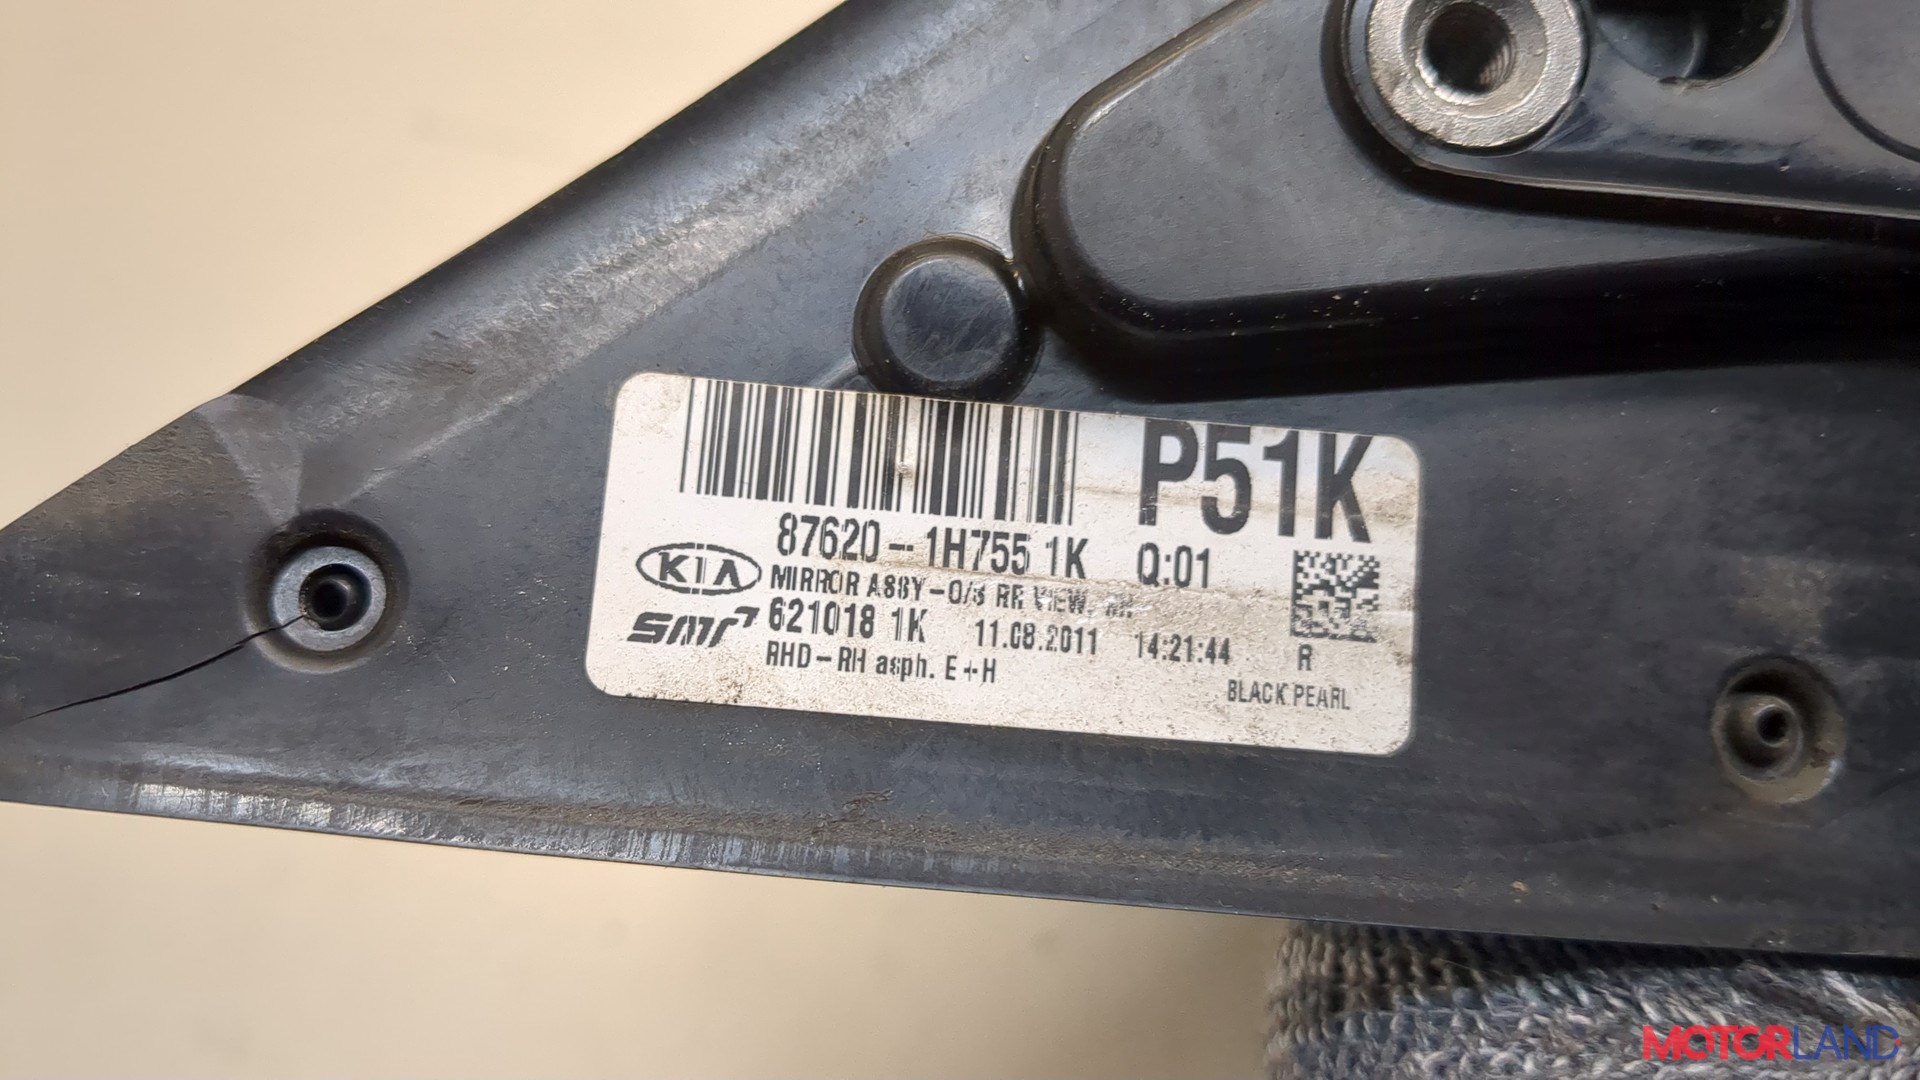 P51K
87620-1H755 1K Q:01
KIA MIRROR ASSY-O/S RR VIEW,
smr 621018 1K 11.08.2011 14:21:44 R
RHD-RH asph. E+H BLACK PEARL
MOTORLAND